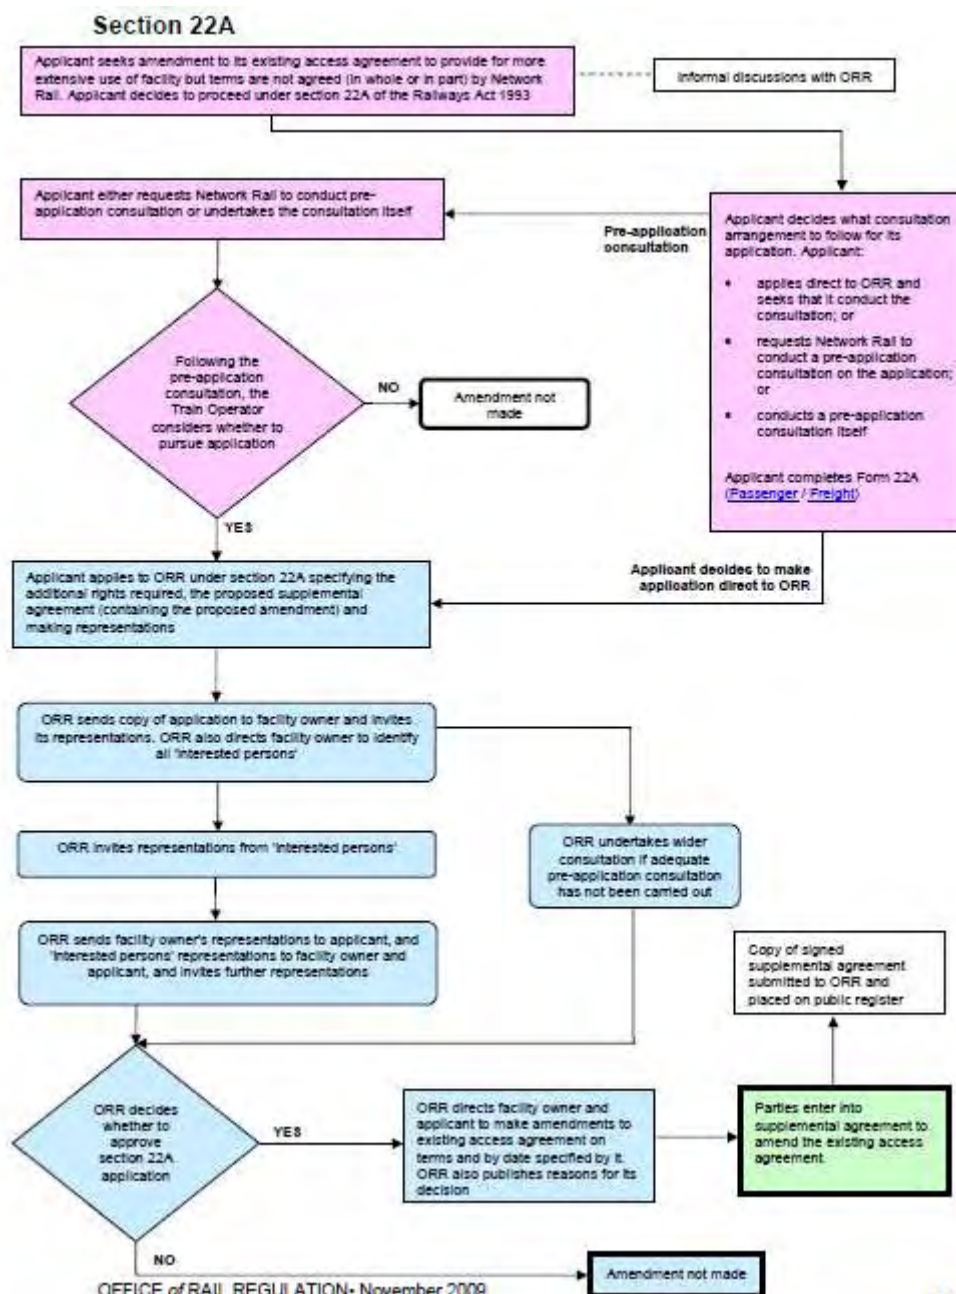 Section 22A
Applicant seeks amendment to its existing access agreement to provide for more
extensive use of facility but terms are not agreed (in whole or in part) by Network
Rail. Applicant decides to proceed under section 22A of the Railways Act 1993
Informal discussions with ORR
Applicant either requests Network Rail to conduct pre-
application consultation or undertakes the consultation itself
Pre-application
consultation
Applicant decides what consultation
arrangement to follow for its
application. Applicant:
• applies direct to ORR and
seeks that it conduct the
consultation; or
• requests Network Rail to
conduct a pre-application
consultation on the application;
or
• conducts a pre-application
consultation itself
Applicant completes Form 22A
(Passenger / Freight)
Following the
pre-application
consultation, the
Train Operator
considers whether to
pursue application
NO
Amendment not
made
YES
Applicant decides to make
application direct to ORR
Applicant applies to ORR under section 22A specifying the
additional rights required, the proposed supplemental
agreement (containing the proposed amendment) and
making representations
ORR sends copy of application to facility owner and invites
its representations. ORR also directs facility owner to identify
all 'interested persons'
ORR invites representations from 'interested persons'.
ORR undertakes wider
consultation if adequate
pre-application consultation
has not been carried out
ORR sends facility owner's representations to applicant, and
'interested persons' representations to facility owner and
applicant, and invites further representations
Copy of signed
supplemental agreement
submitted to ORR and
placed on public register
ORR decides
whether to
approve
section 22A
application
YES
ORR directs facility owner and
applicant to make amendments to
existing access agreement on
terms and by date specified by it.
ORR also publishes reasons for its
decision
Parties enter into
supplemental agreement to
amend the existing access
agreement.
NO
Amendment not made
OFFICE of RAIL REGULATION• November 2009